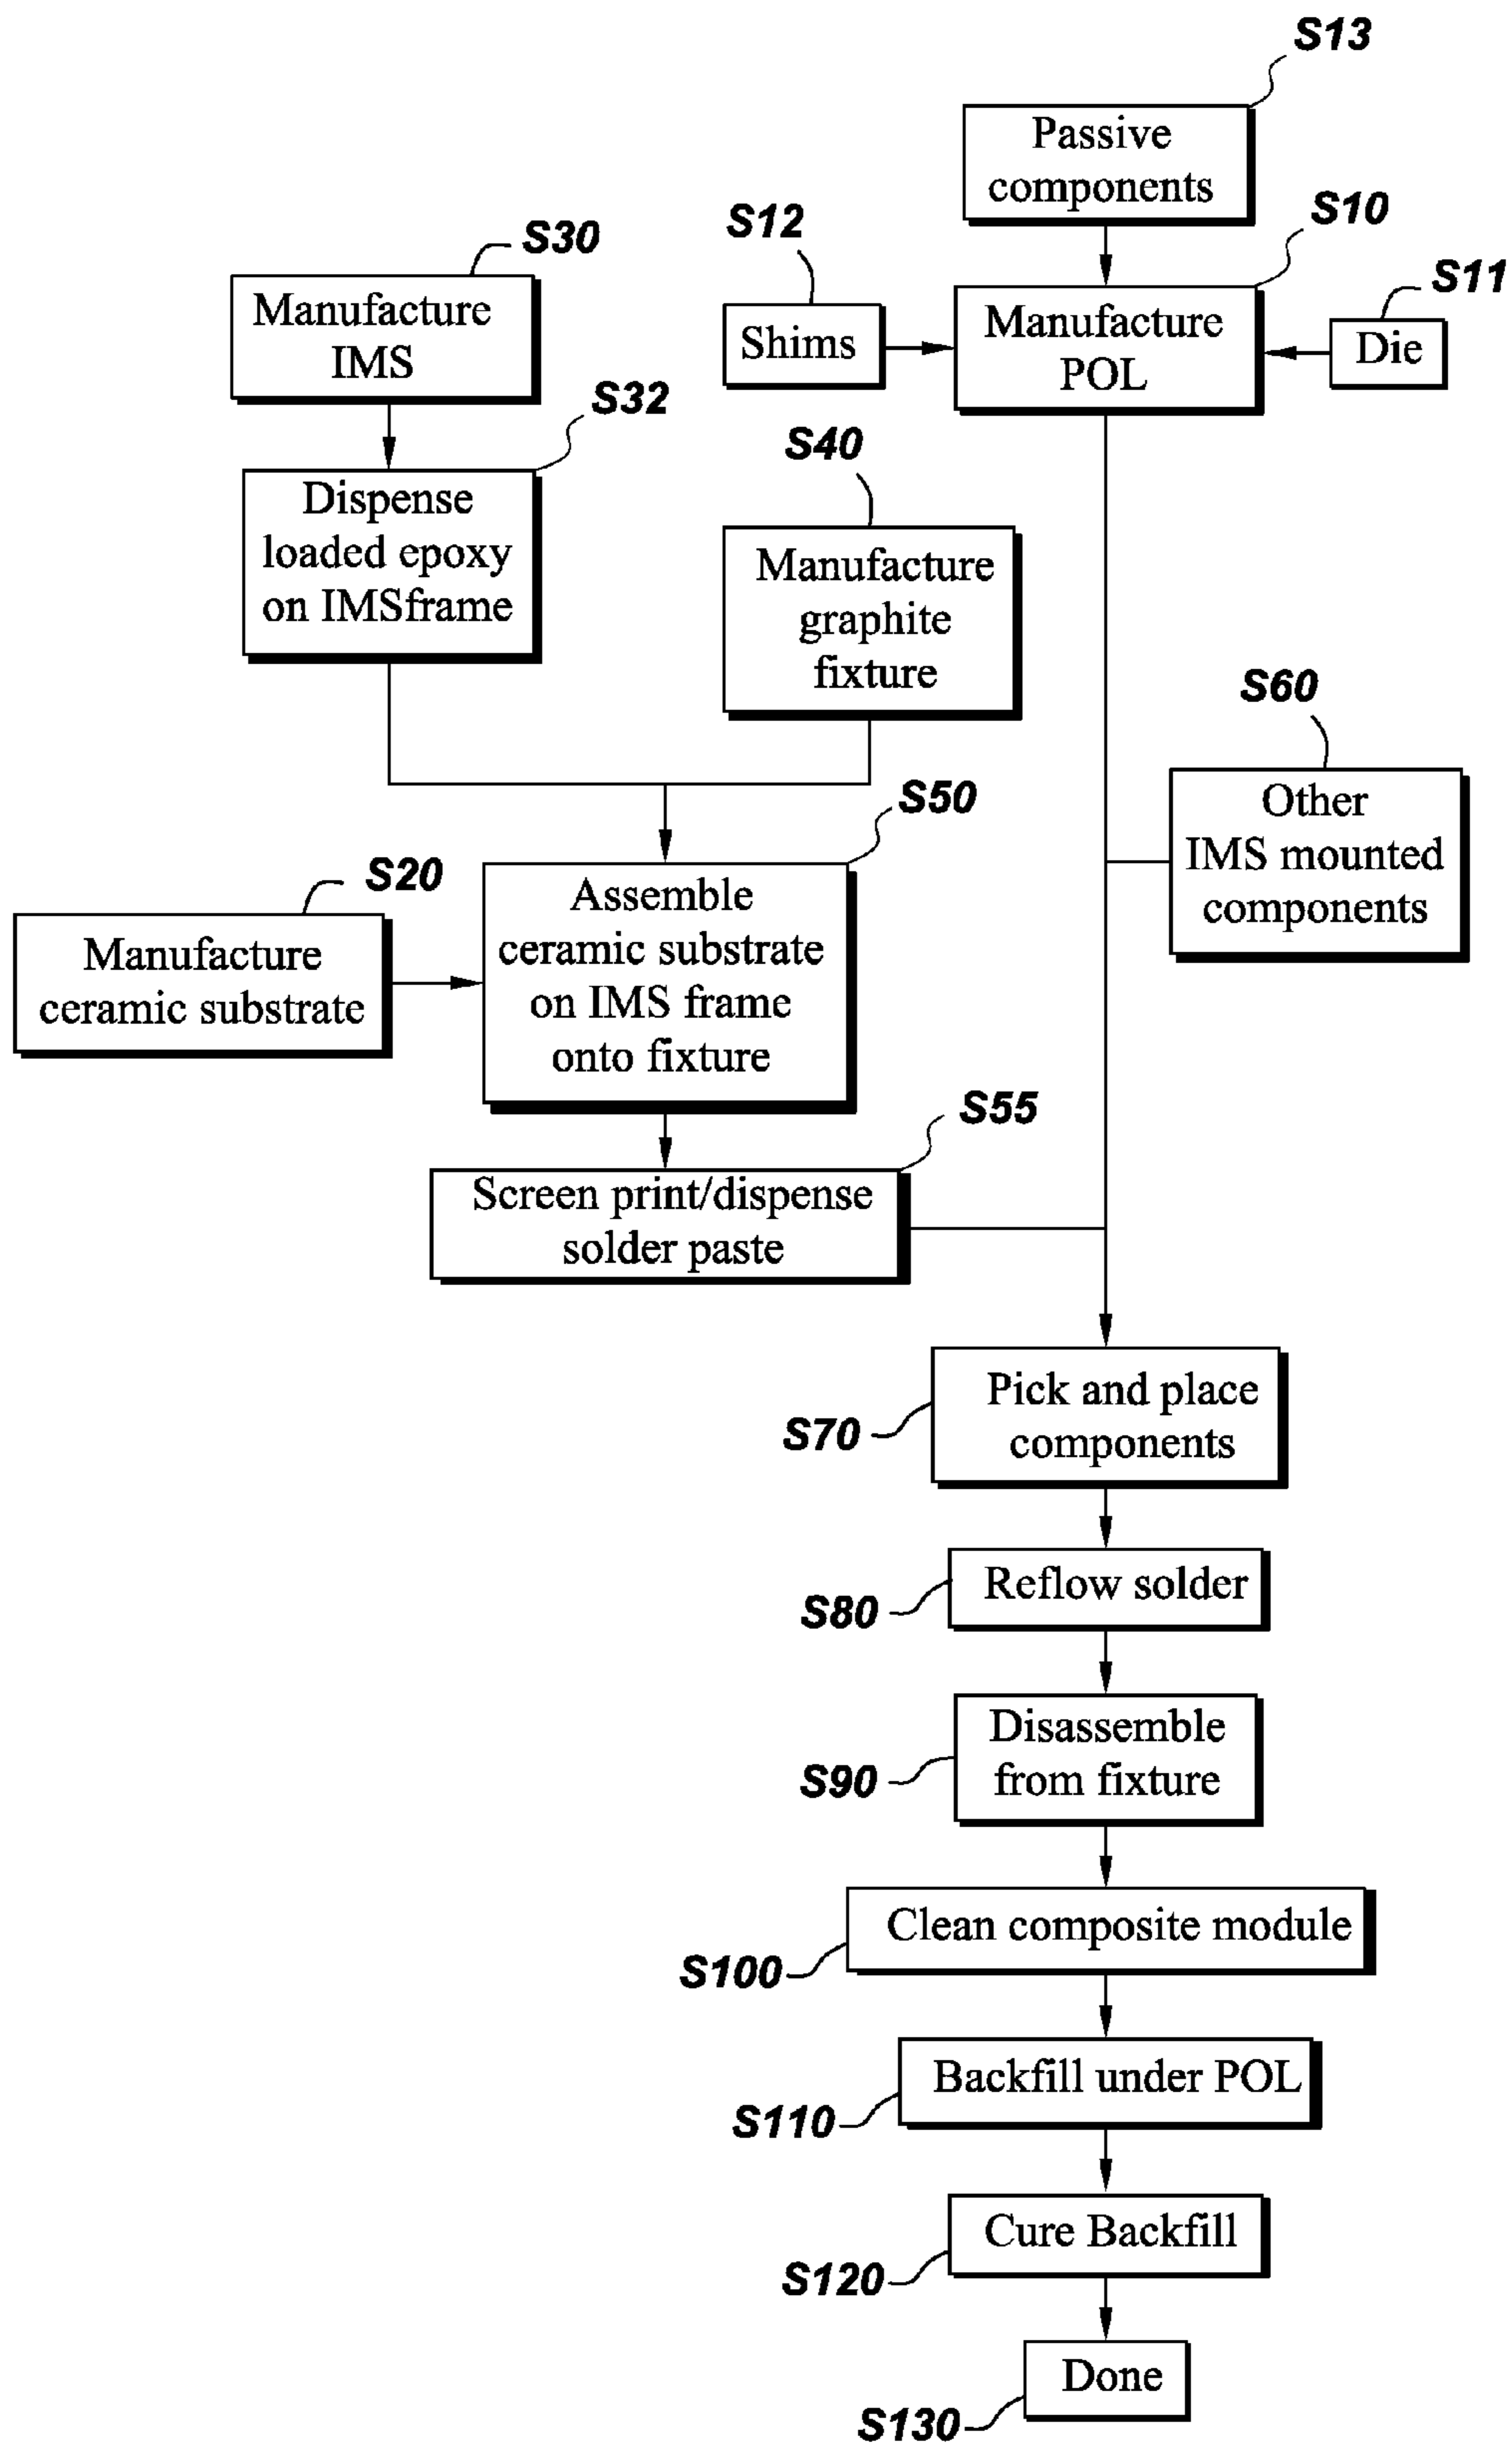 S13
Passive
components
S12
S10
S30
S11
Manufacture
IMS
Shims
Manufacture
POL
Die
S32
S40
Dispense
loaded epoxy
on IMSframe
Manufacture
graphite
fixture
S60
Other
IMS mounted
components
S50
S20
Assemble
ceramic substrate
on IMS frame
onto fixture
Manufacture
ceramic substrate
S55
Screen print/dispense
solder paste
Pick and place
components
S70
Reflow solder
S80
Disassemble
from fixture
S90
Clean composite module
S100
Backfill under POL
S110
Cure Backfill
S120
Done
S130